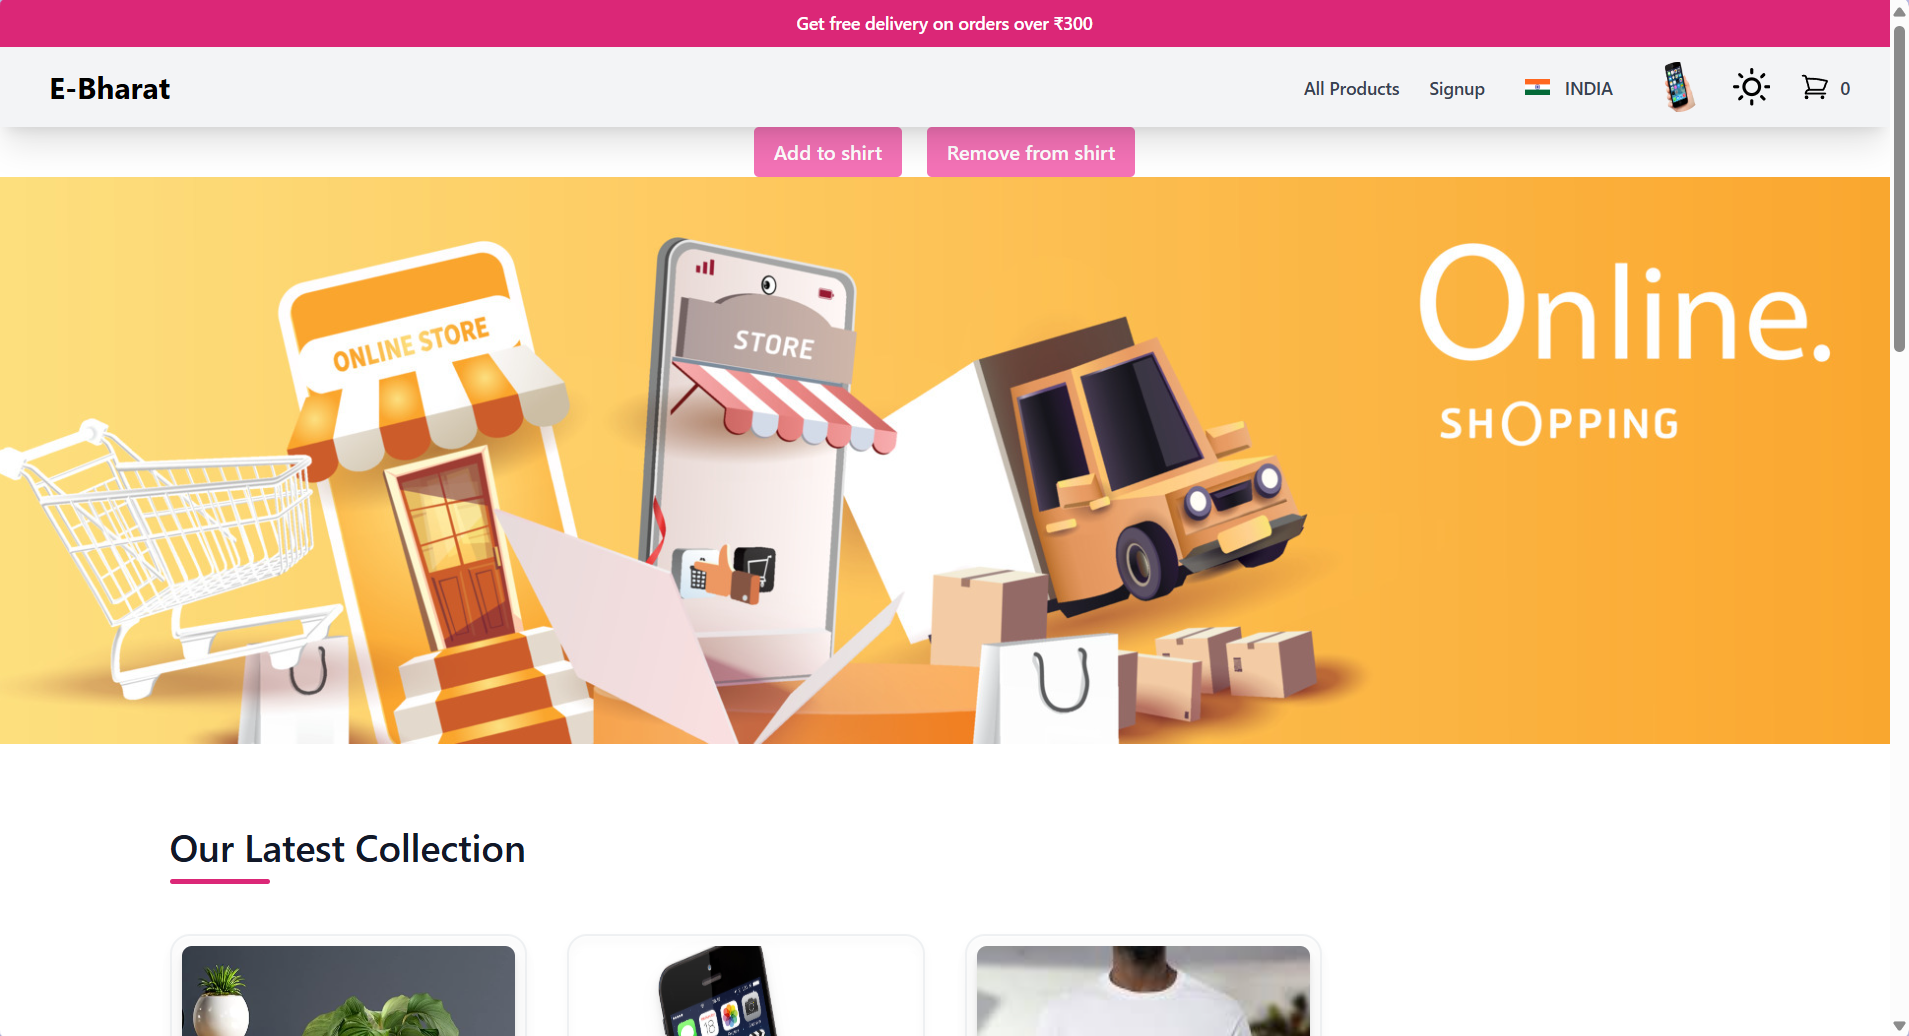 Get free delivery on orders over ₹300
E-Bharat
All Products
Signup
INDIA
0
Add to shirt
Remove from shirt
ONLINE STORE
STORE
Online.
SHOPPING
Our Latest Collection
18